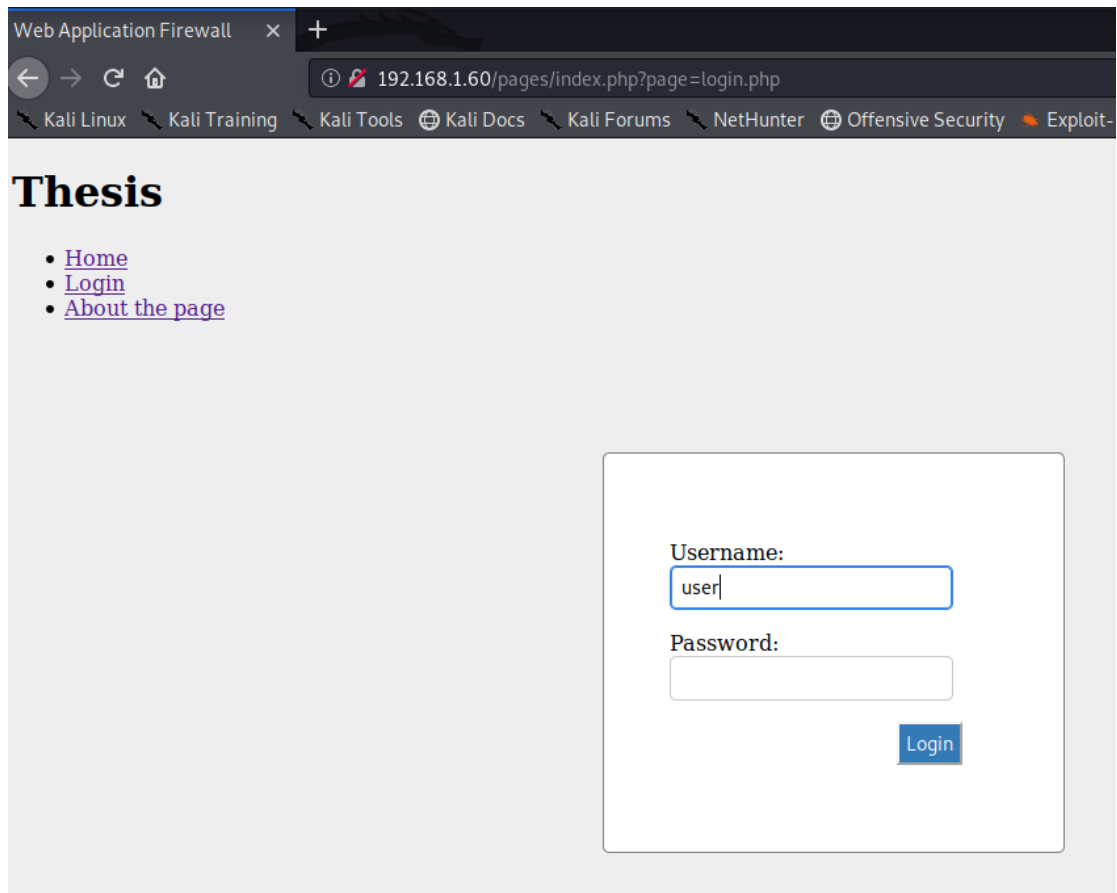 Web Application Firewall
192.168.1.60/pages/index.php?page=login.php
Kali Linux Kali Training Kali Tools Kali Docs Kali Forums NetHunter Offensive Security Exploit-
Thesis
Home
Login
About the page
Username:
user
Password:
Login